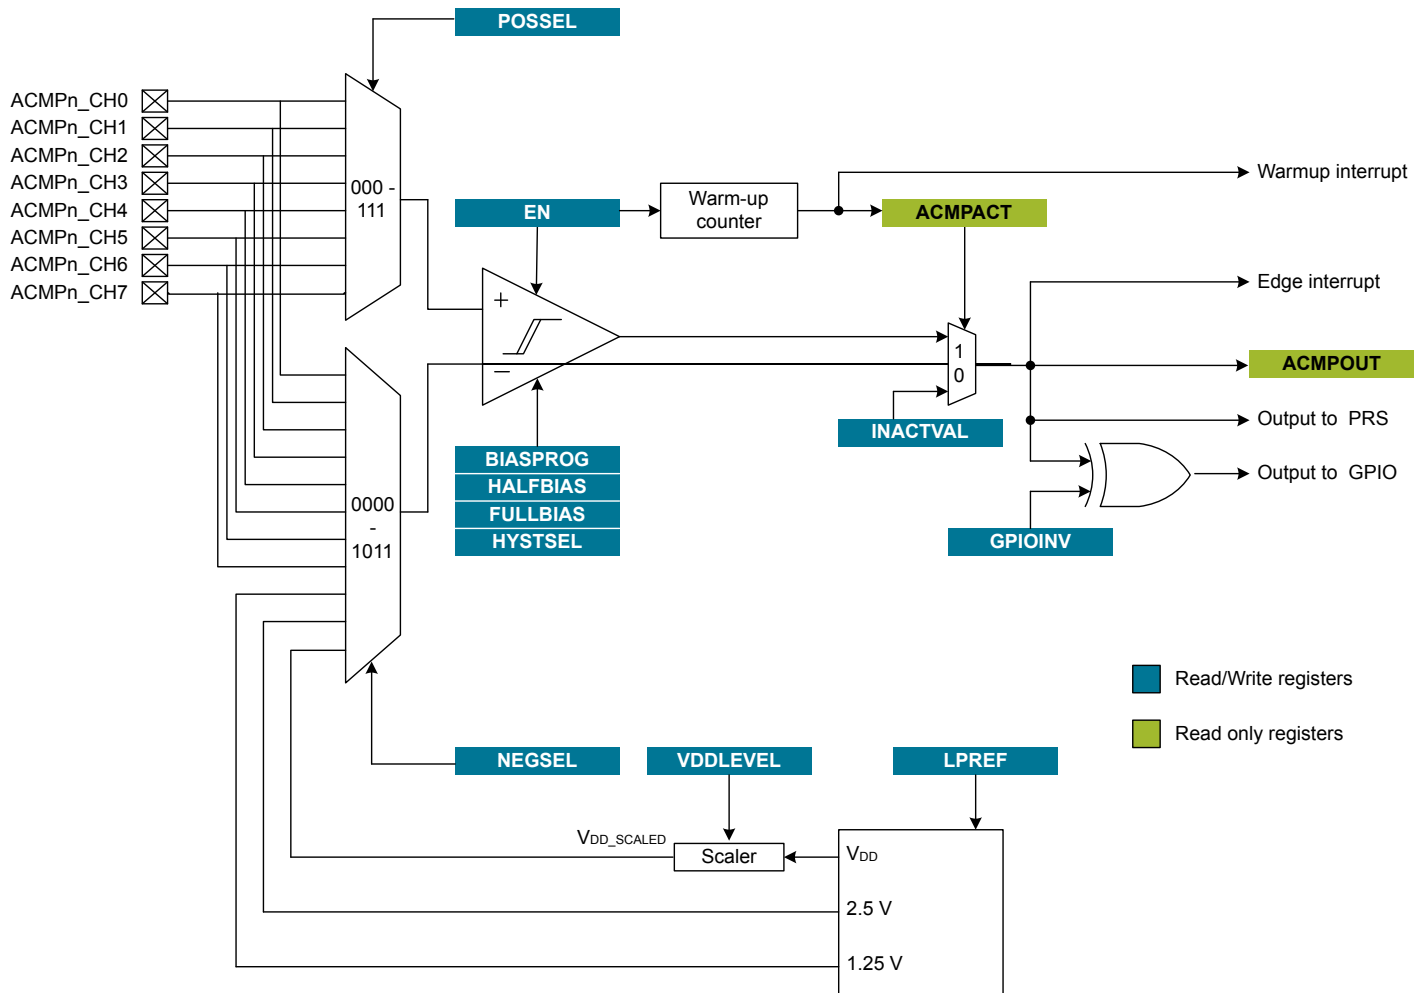 POSSEL
ACMPn_CH0
ACMPn_CH1
ACMPn_CH2
ACMPn_CH3
ACMPn_CH4
ACMPn_CH5
ACMPn_CH6
ACMPn_CH7
000 -
111
EN
Warm-up
counter
ACMPACT
Warmup interrupt
Edge interrupt
+
−
1
0
ACMPOUT
INACTVAL
Output to PRS
Output to GPIO
BIASPROG
HALFBIAS
FULLBIAS
HYSTSEL
GPIOINV
0000
-
1011
Read/Write registers
Read only registers
NEGSEL
VDDLEVEL
LPREF
VDD_SCALED
Scaler
VDD
2.5 V
1.25 V